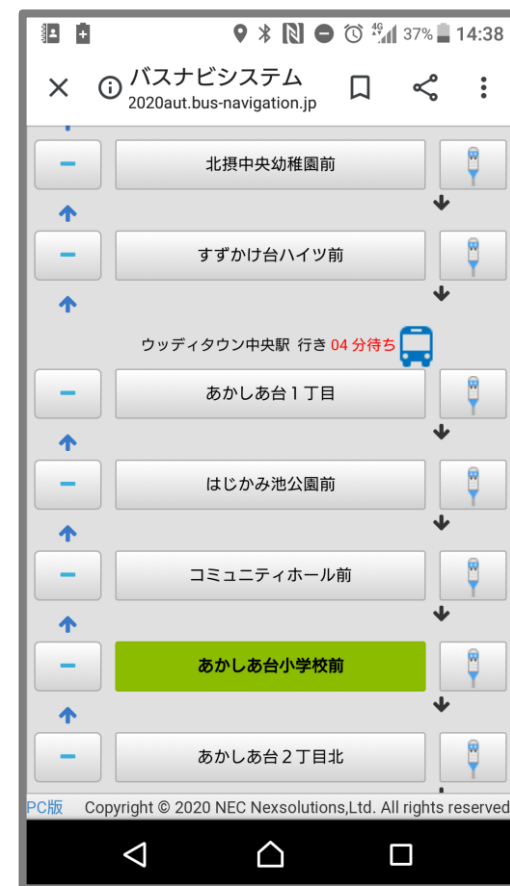 4G 37% 14:38
バスナビシステム
2020aut.bus-navigation.jp
北摂中央幼稚園前
すずかけ台ハイツ前
ウッディタウン中央駅 行き 04 分待ち
あかしあ台1丁目
はじかみ池公園前
コミュニティホール前
あかしあ台小学校前
あかしあ台2丁目北
PC版 Copyright © 2020 NEC Nexsolutions,Ltd. All rights reserved